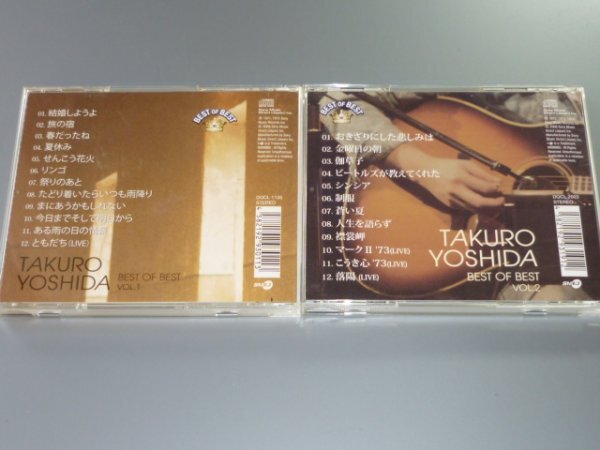 BEST OF BEST
01. 結婚しようよ
02. 旅の宿
03. 春だったね
04. 夏休み
05. せんこう花火
06. リンゴ
07. 祭りのあと
08. たどり着いたらいつも雨降り
09. まにあうかもしれない
10. 今日までそして明日から
11. ある雨の日の情景
12. ともだち (LIVE)
TAKURO
YOSHIDA
BEST OF BEST
VOL.1
STEREO
BEST OF BEST
01. おきざりにした悲しみは
02. 金曜日の朝
03. 伽草子
04. ビートルズが教えてくれた
05. シンシア
06. 制服
07. 蒼い夏
08. 人生を語らず
09. 襟裳岬
10. マークⅡ '73 (LIVE)
11. こうき心 '73 (LIVE)
12. 落陽 (LIVE)
STEREO
TAKURO
YOSHIDA
BEST OF BEST
VOL.2